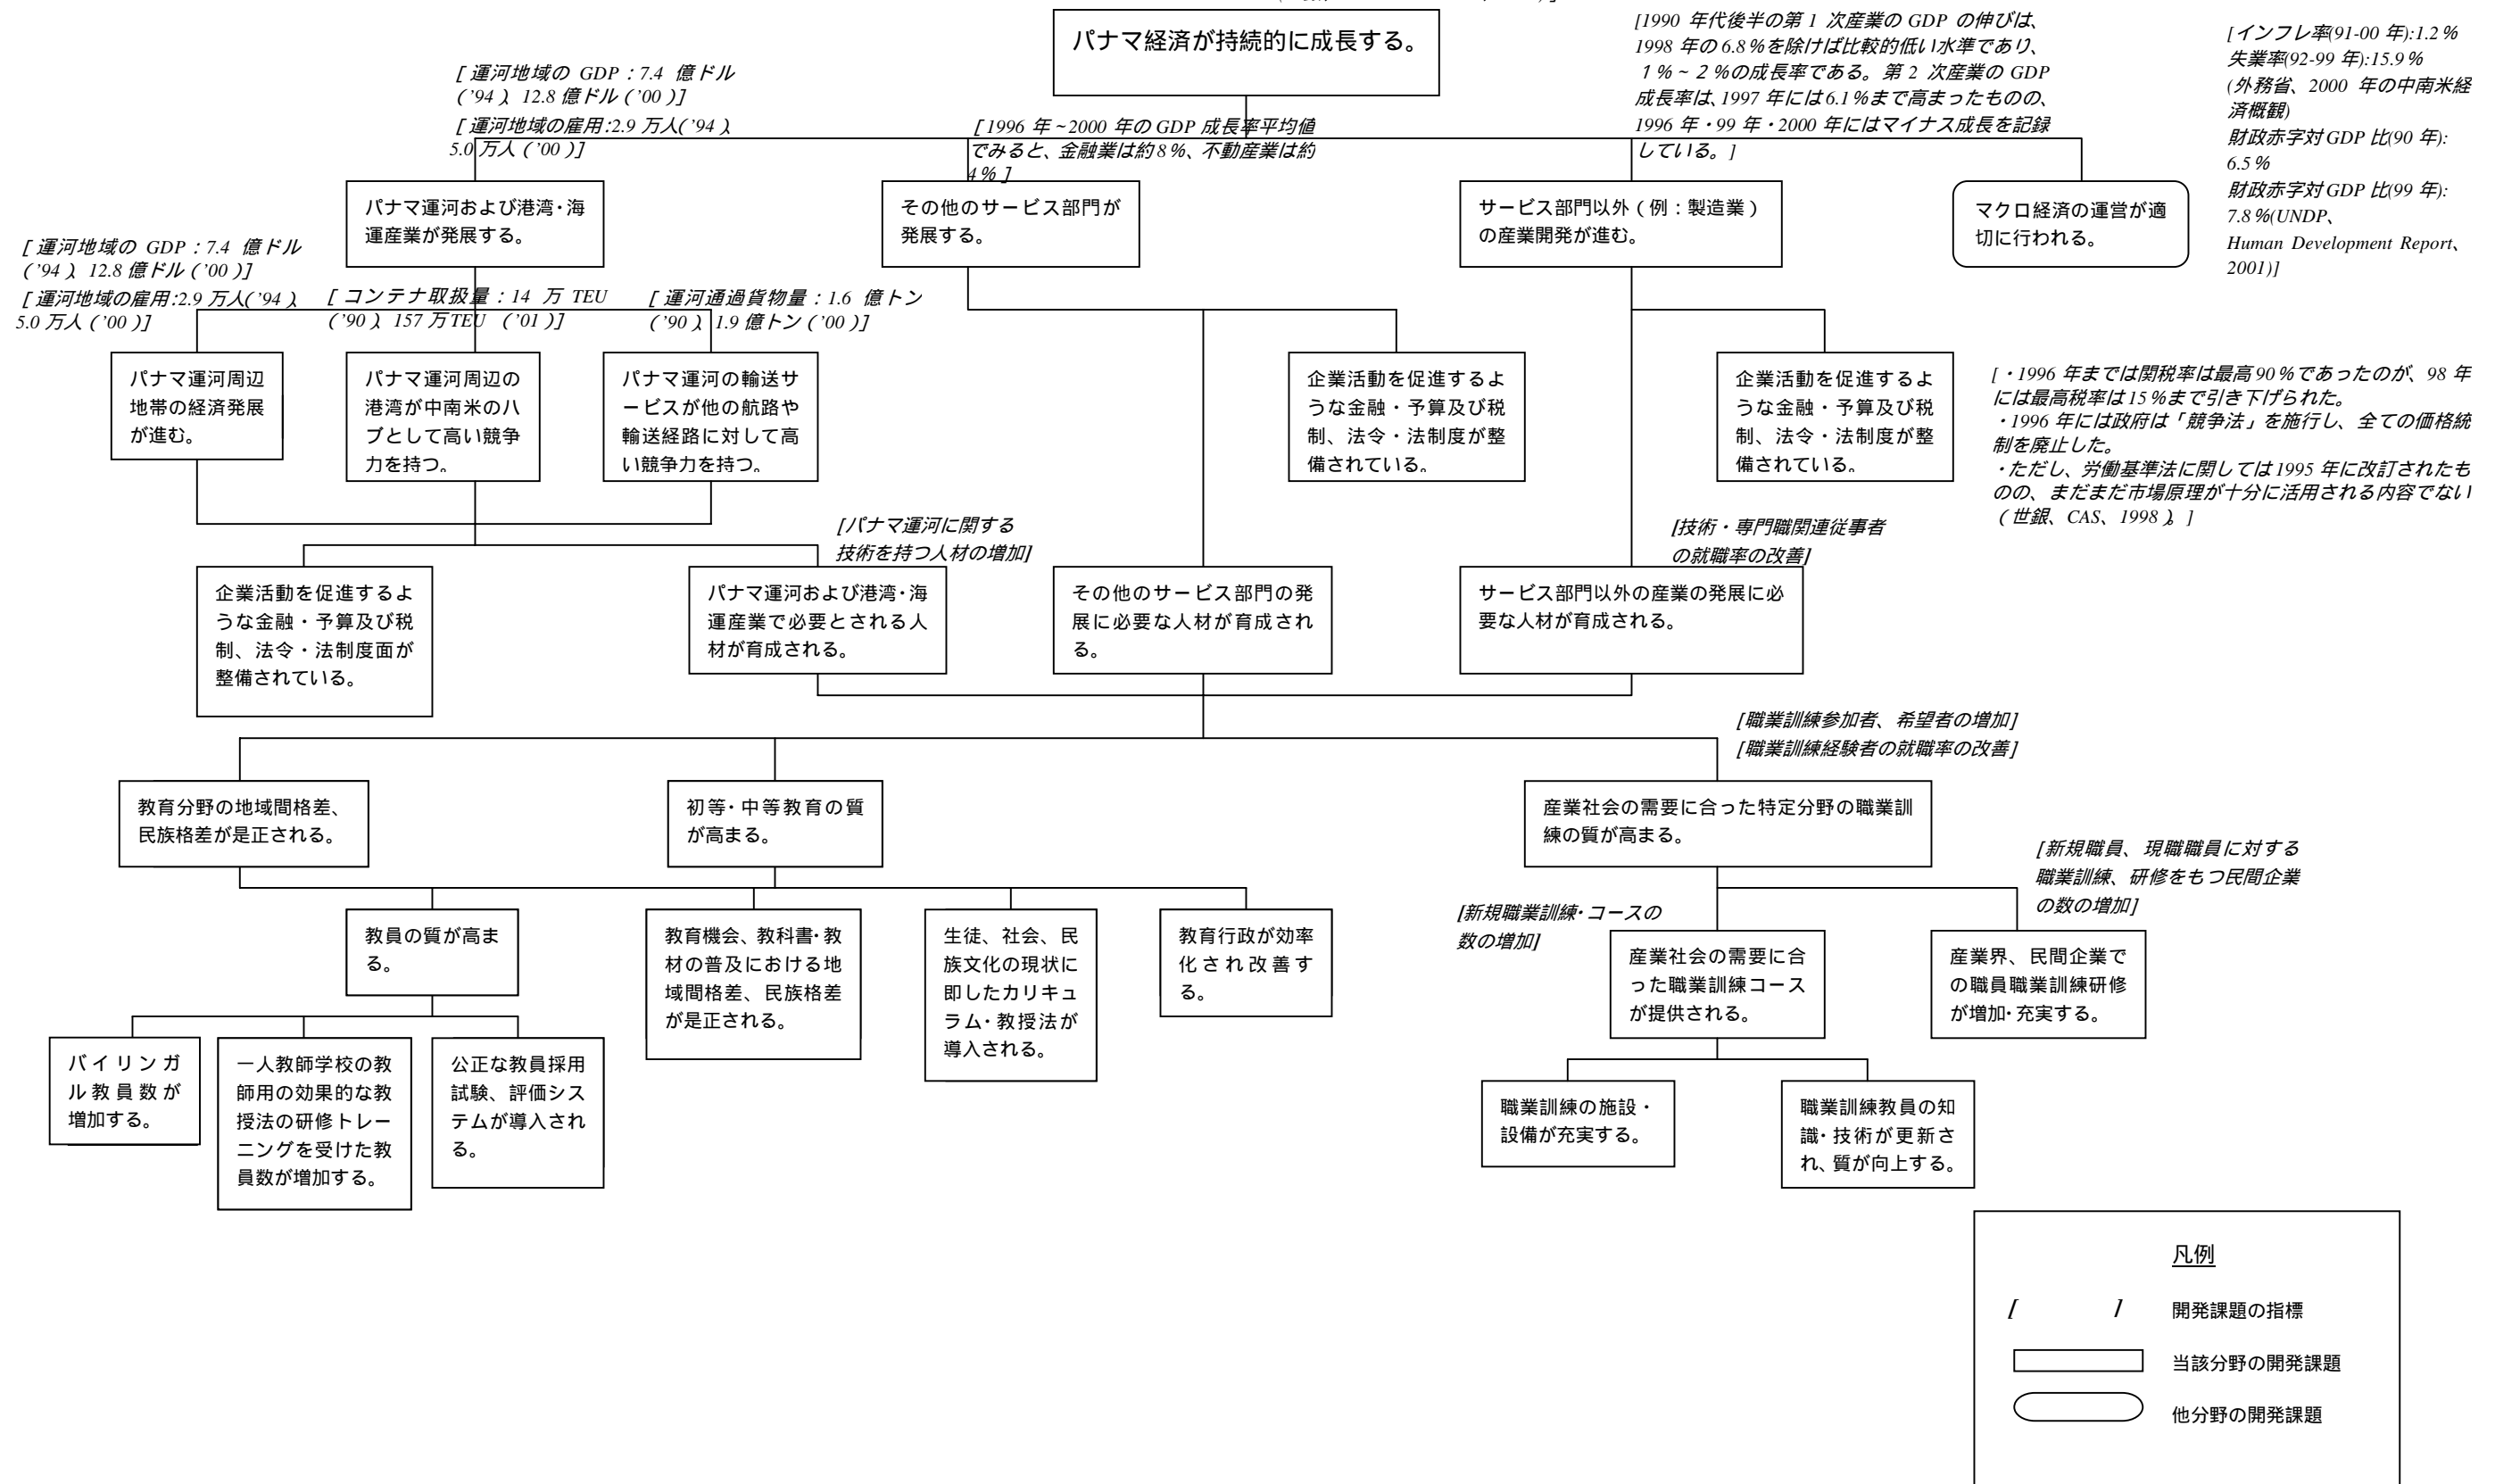 パナマ経済が持続的に成長する。
[1990 年代後半の第 1 次産業の GDP の伸びは、
1998 年の 6.8％を除けば比較的低い水準であり、
１％~２％の成長率である。第 2 次産業の GDP
成長率は、1997 年には 6.1％まで高まったものの、
1996 年・99 年・2000 年にはマイナス成長を記録
している。]
[インフレ率(91-00 年):1.2％
失業率(92-99 年):15.9％
(外務省、2000 年の中南米経
済概観)
財政赤字対 GDP 比(90 年):
6.5％
財政赤字対 GDP 比(99 年):
7.8％(UNDP、
Human Development Report、
2001)]
[運河地域の GDP：7.4 億ドル
（’94）、12.8 億ドル（’00）]
[運河地域の雇用:2.9 万人(’94）、
5.0 万人（’00）]
[1996 年~2000 年の GDP 成長率平均値
でみると、金融業は約 8％、不動産業は約
4％]
パナマ運河および港湾・海
運産業が発展する。
その他のサービス部門が
発展する。
サービス部門以外（例：製造業）
の産業開発が進む。
マクロ経済の運営が適
切に行われる。
[運河地域の GDP：7.4 億ドル
（’94）、12.8 億ドル（’00）]
[運河地域の雇用:2.9 万人(’94）、
5.0 万人（’00）]
[コンテナ取扱量：14 万 TEU
（’90）、157 万 TEU （’01）]
[運河通過貨物量：1.6 億トン
（’90）、1.9 億トン（’00）]
パナマ運河周辺
地帯の経済発展
が進む。
パナマ運河周辺の
港湾が中南米のハ
ブとして高い競争
力を持つ。
パナマ運河の輸送サ
ービスが他の航路や
輸送経路に対して高
い競争力を持つ。
企業活動を促進するよ
うな金融・予算及び税
制、法令・法制度が整
備されている。
企業活動を促進するよ
うな金融・予算及び税
制、法令・法制度が整
備されている。
[・1996 年までは関税率は最高 90％であったのが、98 年
には最高税率は 15％まで引き下げられた。
・1996 年には政府は「競争法」を施行し、全ての価格統
制を廃止した。
・ただし、労働基準法に関しては 1995 年に改訂されたも
のの、まだまだ市場原理が十分に活用される内容でない
（世銀、CAS、1998）。]
[パナマ運河に関する
技術を持つ人材の増加]
[技術・専門職関連従事者
の就職率の改善]
企業活動を促進するよ
うな金融・予算及び税
制、法令・法制度面が
整備されている。
パナマ運河および港湾・海
運産業で必要とされる人
材が育成される。
その他のサービス部門の発
展に必要な人材が育成され
る。
サービス部門以外の産業の発展に必
要な人材が育成される。
[職業訓練参加者、希望者の増加]
[職業訓練経験者の就職率の改善]
教育分野の地域間格差、
民族格差が是正される。
初等・中等教育の質
が高まる。
産業社会の需要に合った特定分野の職業訓
練の質が高まる。
[新規職員、現職職員に対する
職業訓練、研修をもつ民間企業
の数の増加]
[新規職業訓練・コースの
数の増加]
教員の質が高ま
る。
教育機会、教科書・教
材の普及における地
域間格差、民族格差
が是正される。
生徒、社会、民
族文化の現状に
即したカリキュ
ラム・教授法が
導入される。
教育行政が効率
化され改善す
る。
産業社会の需要に合
った職業訓練コース
が提供される。
産業界、民間企業で
の職員職業訓練研修
が増加・充実する。
バイリンガ
ル教員数が
増加する。
一人教師学校の教
師用の効果的な教
授法の研修トレー
ニングを受けた教
員数が増加する。
公正な教員採用
試験、評価シス
テムが導入され
る。
職業訓練の施設・
設備が充実する。
職業訓練教員の知
識・技術が更新さ
れ、質が向上する。
凡例
[ ] 開発課題の指標
当該分野の開発課題
他分野の開発課題